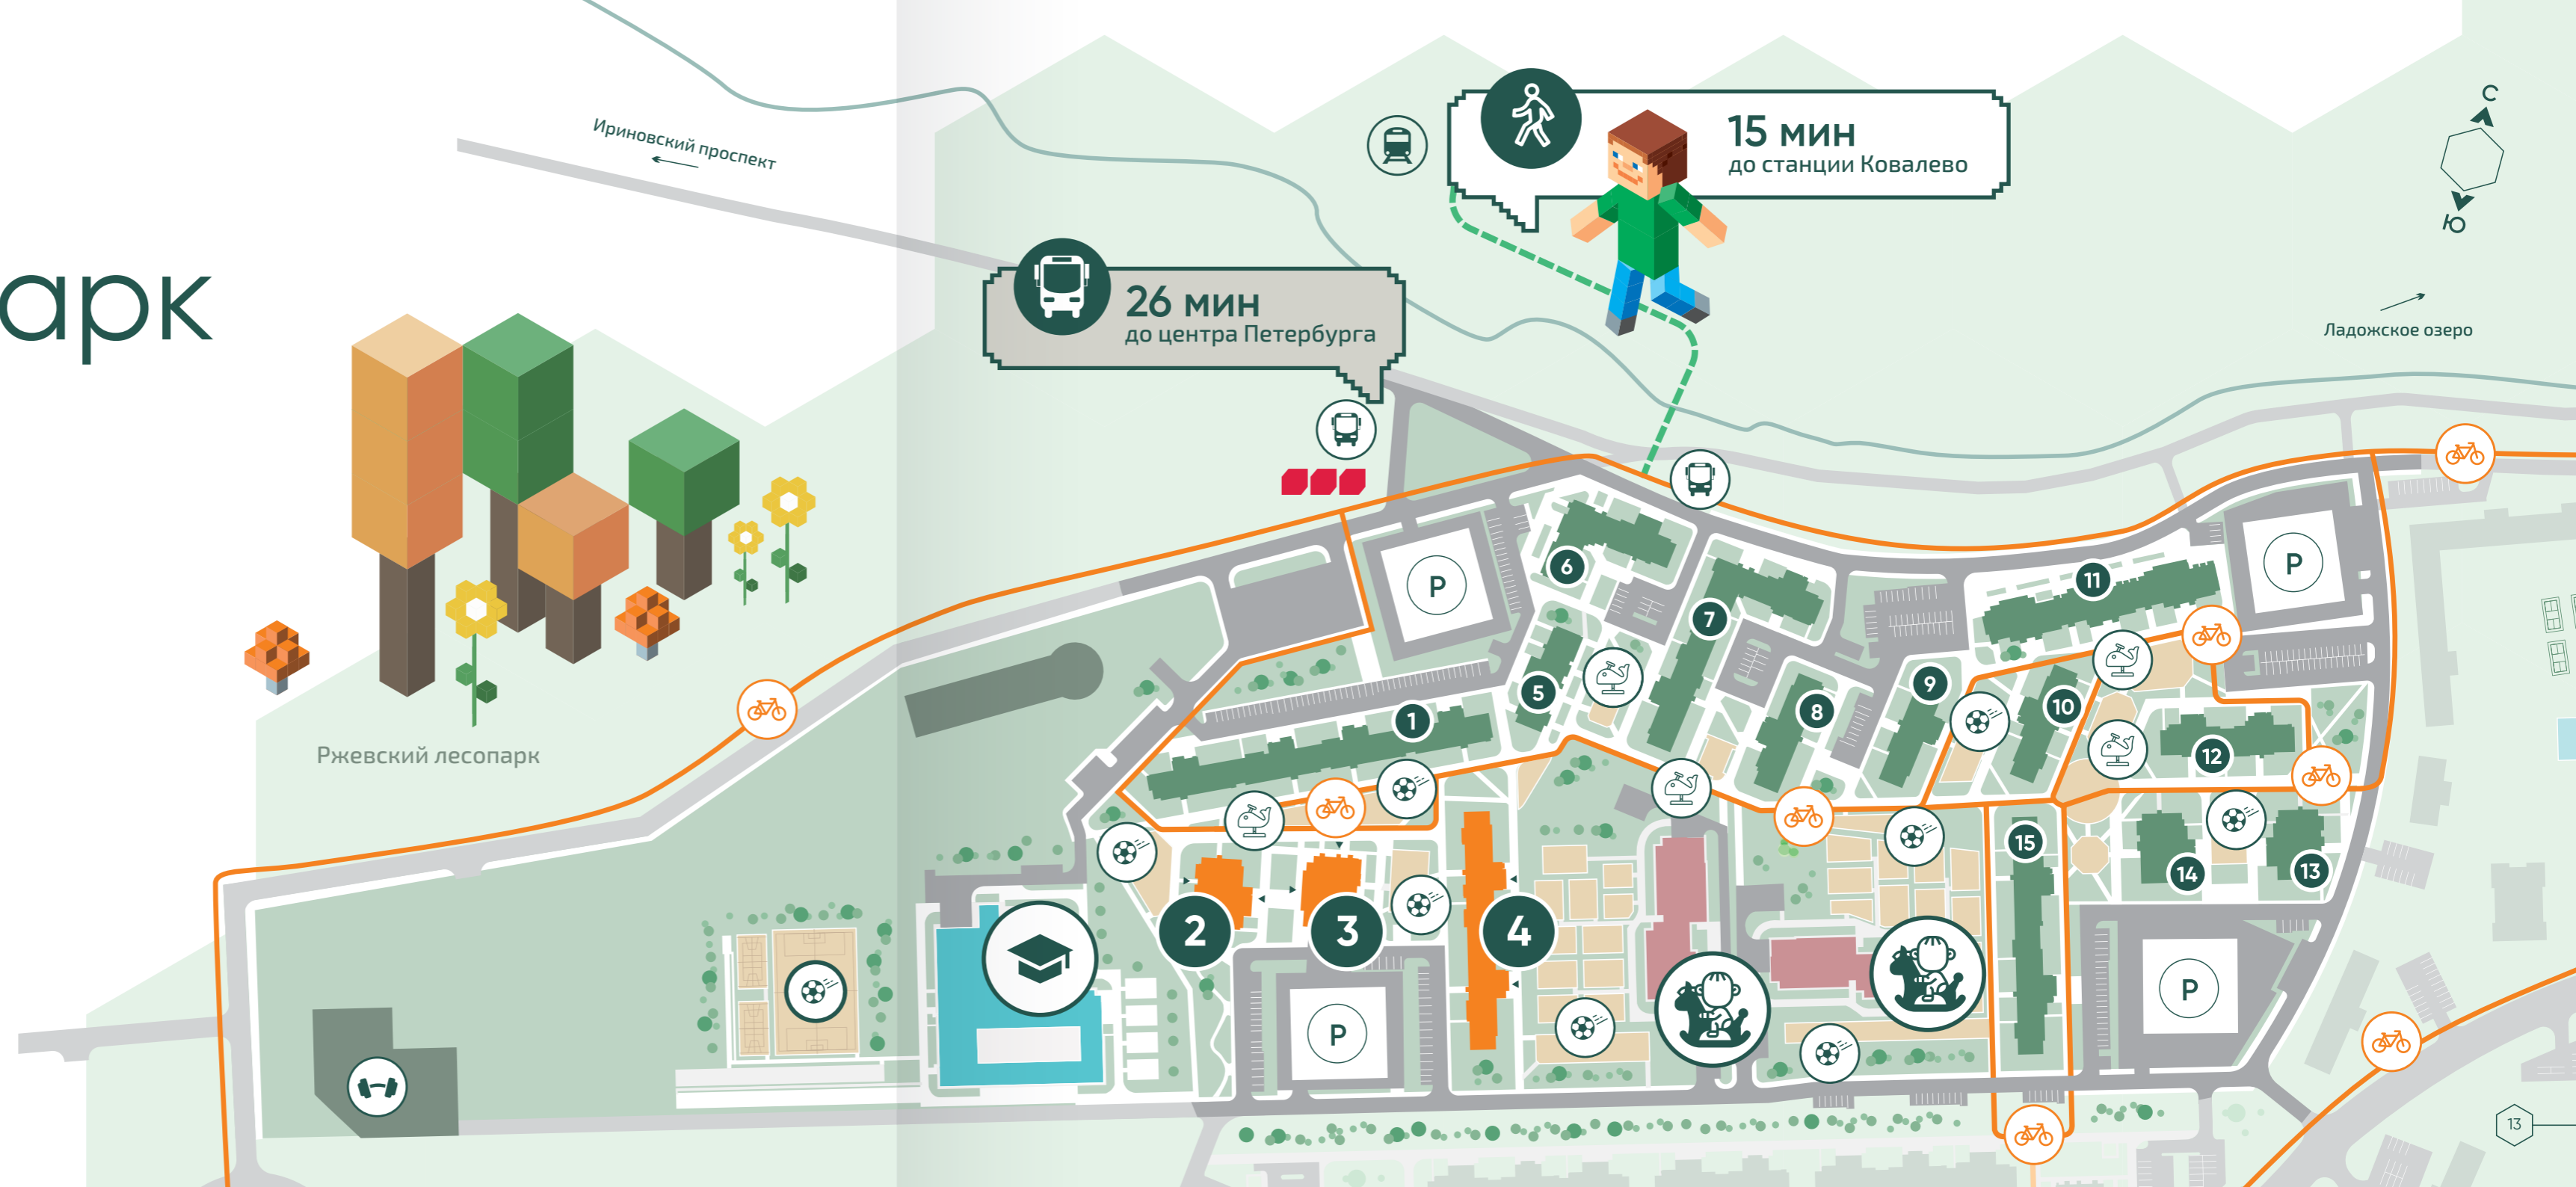 арк
Ириновский проспект
15 мин
до станции Ковалево
С
Ю
26 мин
до центра Петербурга
Ладожское озеро
Ржевский лесопарк
P
P
6
11
7
5
9
1
10
8
12
15
14
13
2
3
4
P
P
13